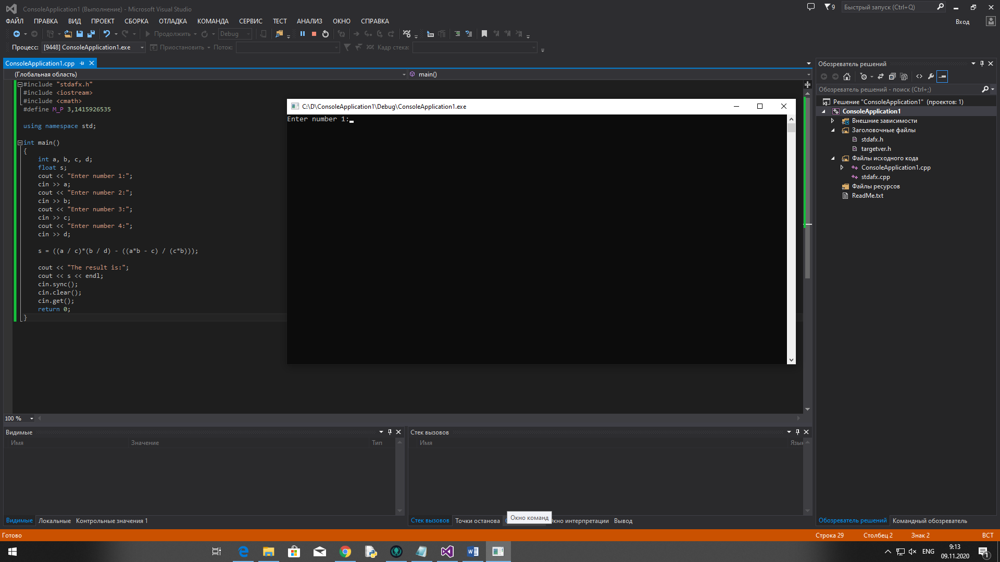 ConsoleApplication1 (Выполнение) - Microsoft Visual Studio
9
Быстрый запуск (Ctrl+Q)
ФАЙЛ ПРАВКА ВИД ПРОЕКТ СБОРКА ОТЛАДКА КОМАНДА СЕРВИС ТЕСТ АНАЛИЗ ОКНО СПРАВКА
Вход
Продолжить Debug
Процесс: [9448] ConsoleApplication1.exe Приостановить Поток: Кадр стека:
ConsoleApplication1.cpp
(Глобальная область) main()
#include "stdafx.h"
#include <iostream>
#include <cmath>
#define M_P 3,1415926535
using namespace std;
int main()
{
int a, b, c, d;
float s;
cout << "Enter number 1:";
cin >> a;
cout << "Enter number 2:";
cin >> b;
cout << "Enter number 3:";
cin >> c;
cout << "Enter number 4:";
cin >> d;
s = ((a / c)*(b / d) - ((a*b - c) / (c*b)));
cout << "The result is:";
cout << s << endl;
cin.sync();
cin.clear();
cin.get();
return 0;
}
C:\D\ConsoleApplication1\Debug\ConsoleApplication1.exe
Enter number 1:
Обозреватель решений
Обозреватель решений - поиск (Ctrl+;)
Решение "ConsoleApplication1" (проектов: 1)
ConsoleApplication1
Внешние зависимости
Заголовочные файлы
stdafx.h
targetver.h
Файлы исходного кода
ConsoleApplication1.cpp
stdafx.cpp
Файлы ресурсов
ReadMe.txt
100 %
Видимые
Имя Значение Тип
Стек вызовов
Имя Язык
Видимые Локальные Контрольные значения 1
Стек вызовов Точки останова Окно интерпретации Вывод
Окно команд
Обозреватель решений Командный обозреватель
Готово
Строка 29 Столбец 2 Знак 2 ВСТ
ENG
9:13
09.11.2020
1